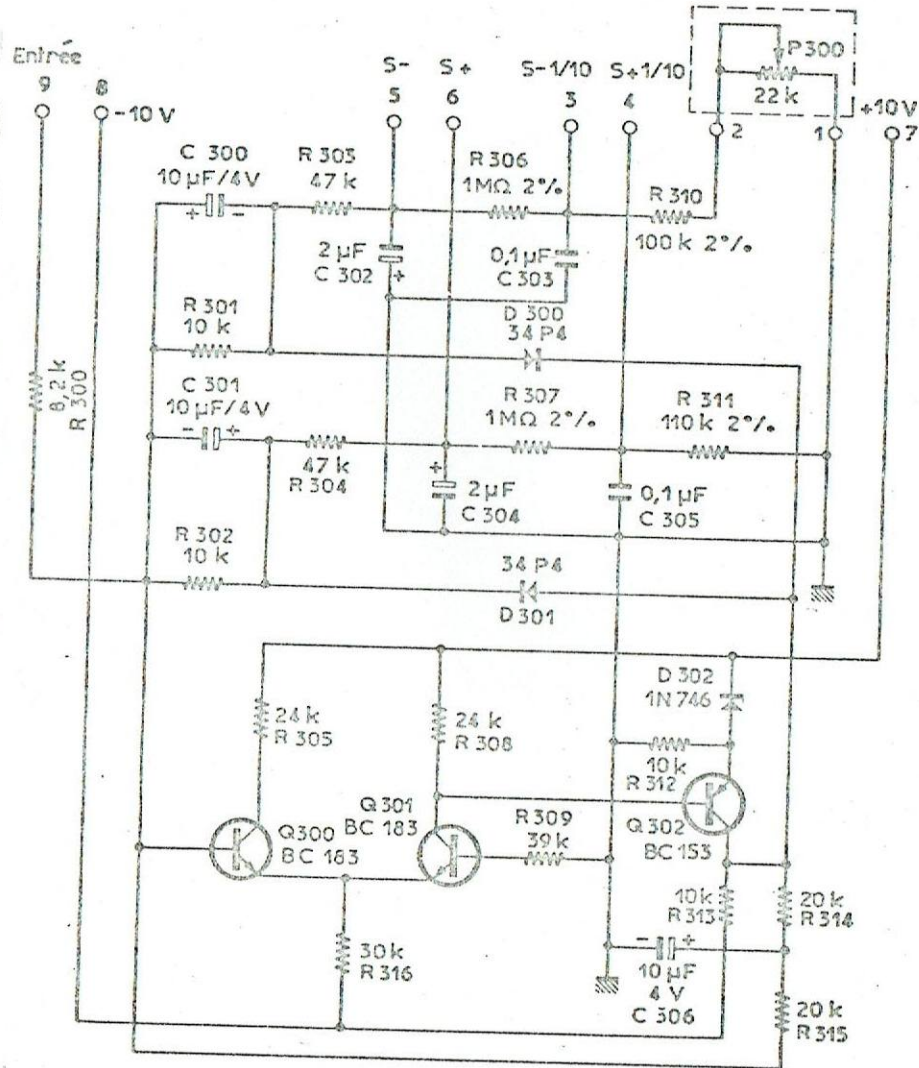 P300
22 k
Entrée
9
8
-10 V
S-
5
S+
6
S-1/10
3
S+1/10
4
2
1
+10V
7
C 300
10 µF/4V
+ -
R 303
47 k
R 306
1MΩ 2%
R 310
100 k 2%
2 µF
C 302
+
0,1 µF
C 303
R 301
10 k
D 300
34 P4
8,2 k
R 300
C 301
10 µF/4V
- +
R 307
1MΩ 2%
R 311
110k 2%
47 k
R 304
+
2µF
C 304
0,1 µF
C 305
R 302
10 k
34 P4
D 301
D 302
1N 746
24 k
R 305
24 k
R 308
10 k
R 312
Q300
BC 183
Q 301
BC 183
R 309
39 k
Q 302
BC 153
10k
R 313
20 k
R 314
30 k
R 316
- +
10 µF
4 V
C 306
20 k
R 315